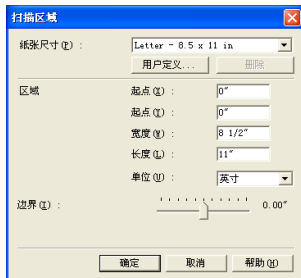 扫描区域
纸张尺寸(P) : Letter - 8.5 x 11 in
用户定义... 删除
区域 起点(X) : 0"
起点(Y) : 0"
宽度(W) : 8 1/2"
长度(L) : 11"
单位(U) : 英寸
边界(I) : 0.00"
确定 取消 帮助(H)